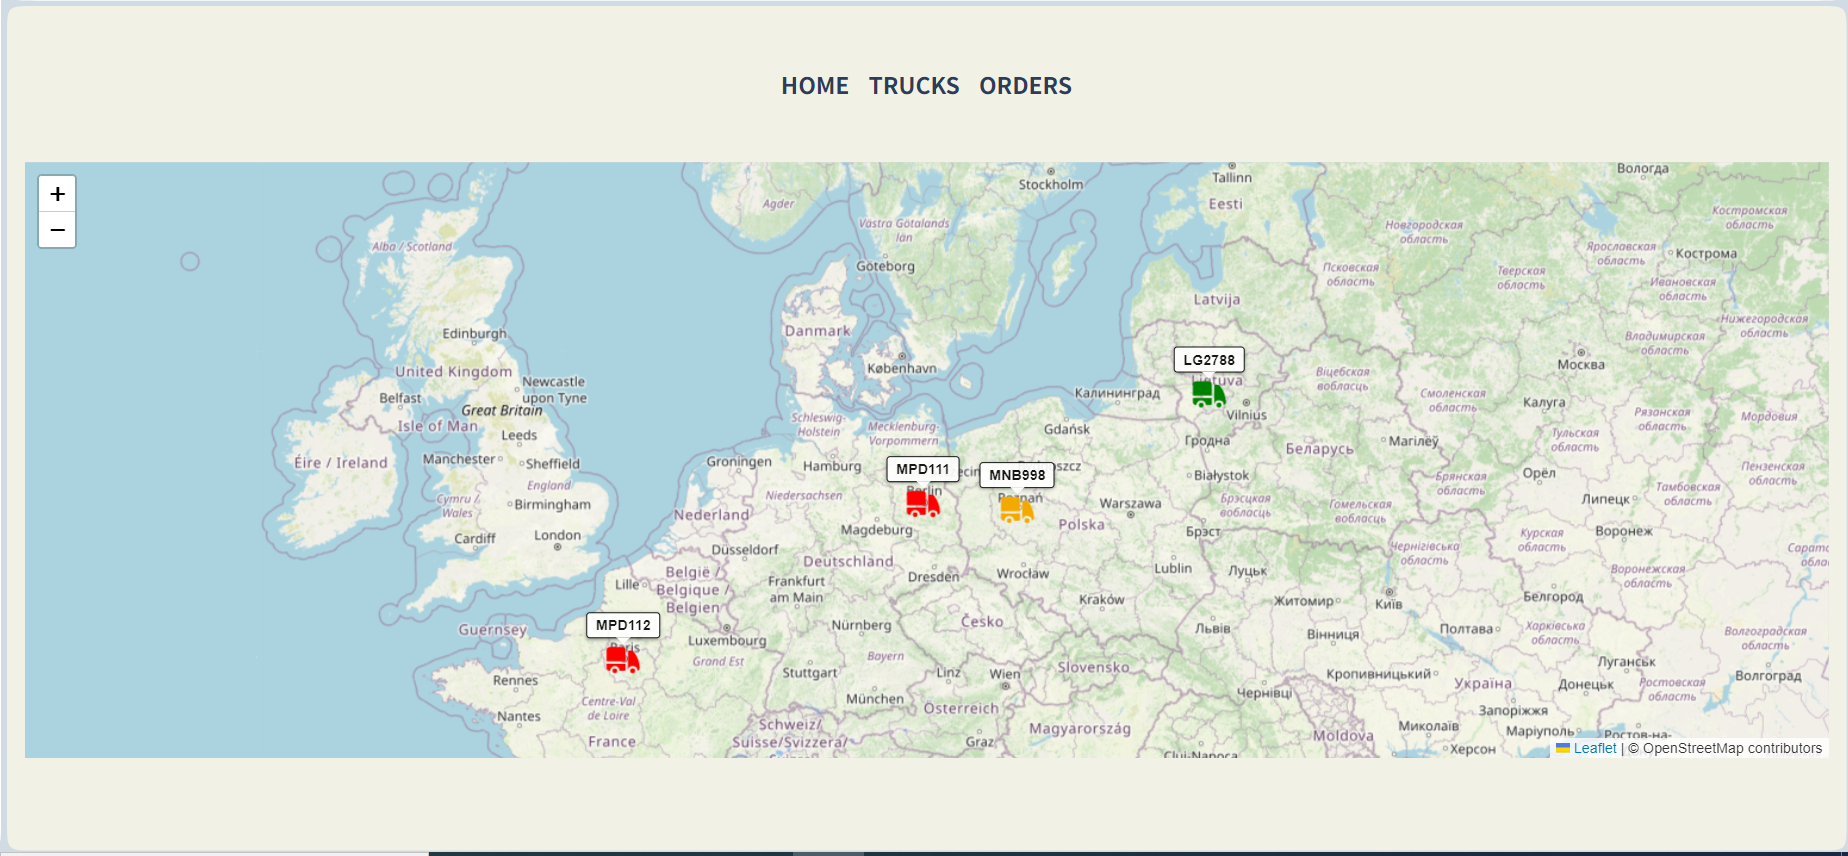 HOME TRUCKS ORDERS
+
−
Stockholm
Tallinn
Вологда
Agder
Västra Götalands
län
Eesti
Новгородская
область
Костромская
область
Alba / Scotland
Göteborg
Псковская
область
Тверская
область
Ярославская
область
Кострома
Ивановская
область
Latvija
Edinburgh
Danmark
Нижегородская
область
Владимирская
область
United Kingdom
København
LG2788
Lietuva
Москва
Віцебская
вобласць
Newcastle
upon Tyne
Belfast
Great Britain
Isle of Man
Калининград
Vilnius
Смоленская
область
Калуга
Рязанская
область
Мордовия
Schleswig-
Holstein
Mecklenburg-
Vorpommern
Gdańsk
Гродна
Беларусь
Магілёў
Тульская
область
Leeds
Manchester
Sheffield
Éire / Ireland
Groningen
Hamburg
MPD111
Berlin
MNB998
Poznań
Białystok
Брянская
область
Орёл
Пензенская
область
England
Birmingham
Cymru /
Wales
Niedersachsen
Nederland
Magdeburg
Warszawa
Polska
Брэсцкая
вобласць
Гомельская
вобласць
Липецк
Тамбовская
область
Cardiff
London
Брэст
Курская
область
Воронеж
Düsseldorf
Deutschland
Чернігівська
область
Lille
België /
Belgique /
Belgien
Frankfurt
am Main
Dresden
Wrocław
Lublin
Луцьк
Воронежская
область
Kraków
Житомир
Київ
Белгород
MPD112
Paris
Guernsey
Luxembourg
Nürnberg
Česko
Львів
Вінниця
Полтава
Харківська
область
Волгоградская
область
Grand Est
Bayern
Rennes
Stuttgart
Linz
Wien
Slovensko
Кропивницький
Луганськ
Волгоград
Україна
Донецьк
Ростовская
область
Nantes
Centre-Val
de Loire
München
Österreich
Чернівці
Запоріжжя
France
Schweiz/
Suisse/Svizzera/
Graz
Magyarország
Moldova
Миколаїв
Маріуполь
Херсон
Cluj-Napoca
Leaflet | © OpenStreetMap contributors